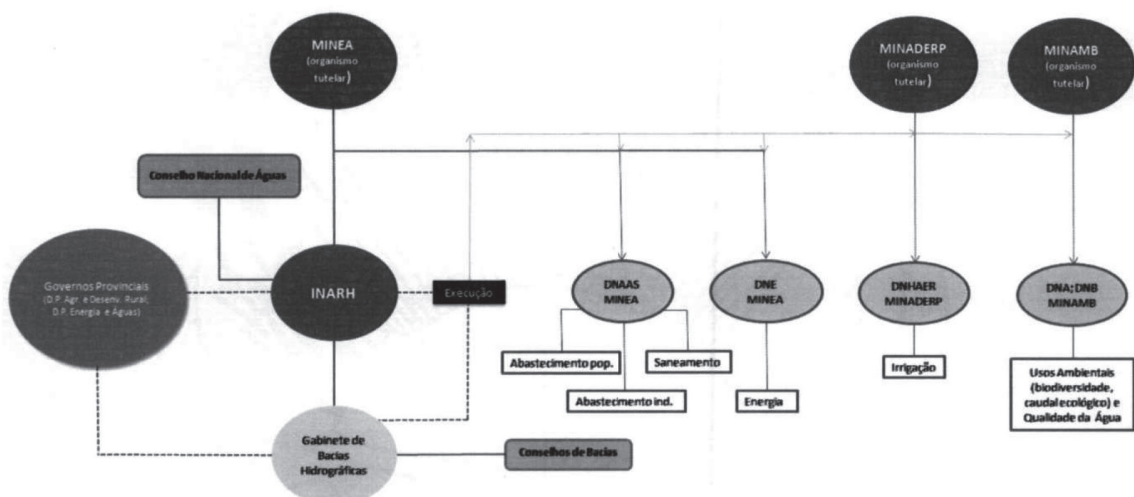 MINEA
(organismo
tutelar)
MINADERP
(organismo
tutelar)
MINAMB
(organismo
tutelar)
Conselho Nacional de Águas
Governos Provinciais
(D.P. Agr. e Desenv. Rural;
D.P. Energia e Águas)
INARH
Execução
DNAAS
MINEA
DNE
MINEA
DNHAER
MINADERP
DNA; DNB
MINAMB
Abastecimento pop.
Saneamento
Abastecimento ind.
Energia
Irrigação
Usos Ambientais
(biodiversidade,
caudal ecológico) e
Qualidade da Água
Gabinete de
Bacias
Hidrográficas
Conselhos de Bacias